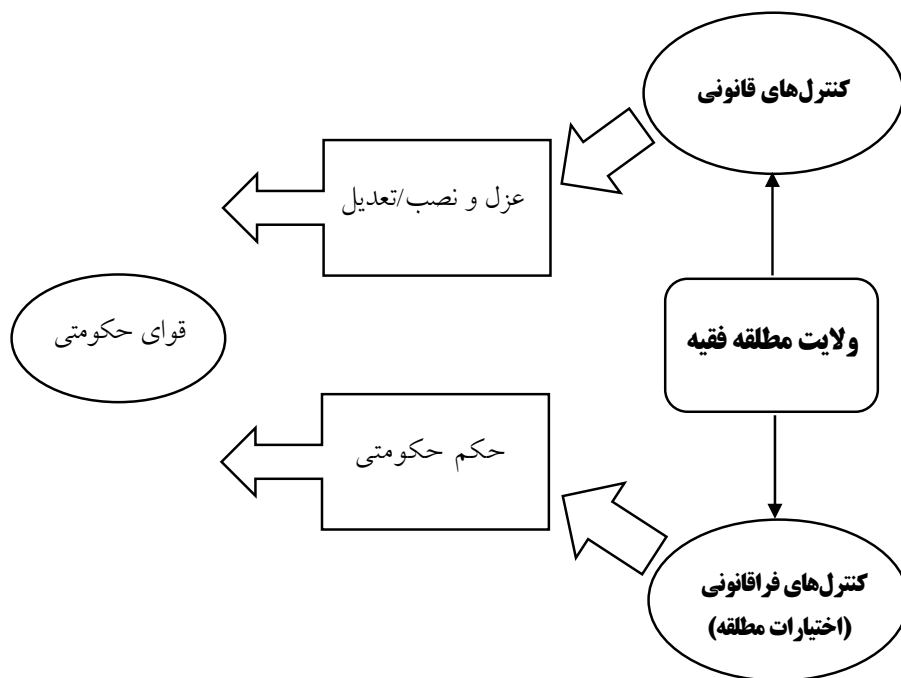 کنترل‌های قانونی
عزل و نصب/تعدیل
قوای حکومتی
ولایت مطلقه فقیه
حکم حکومتی
کنترل‌های فراقانونی
(اختیارات مطلقه)